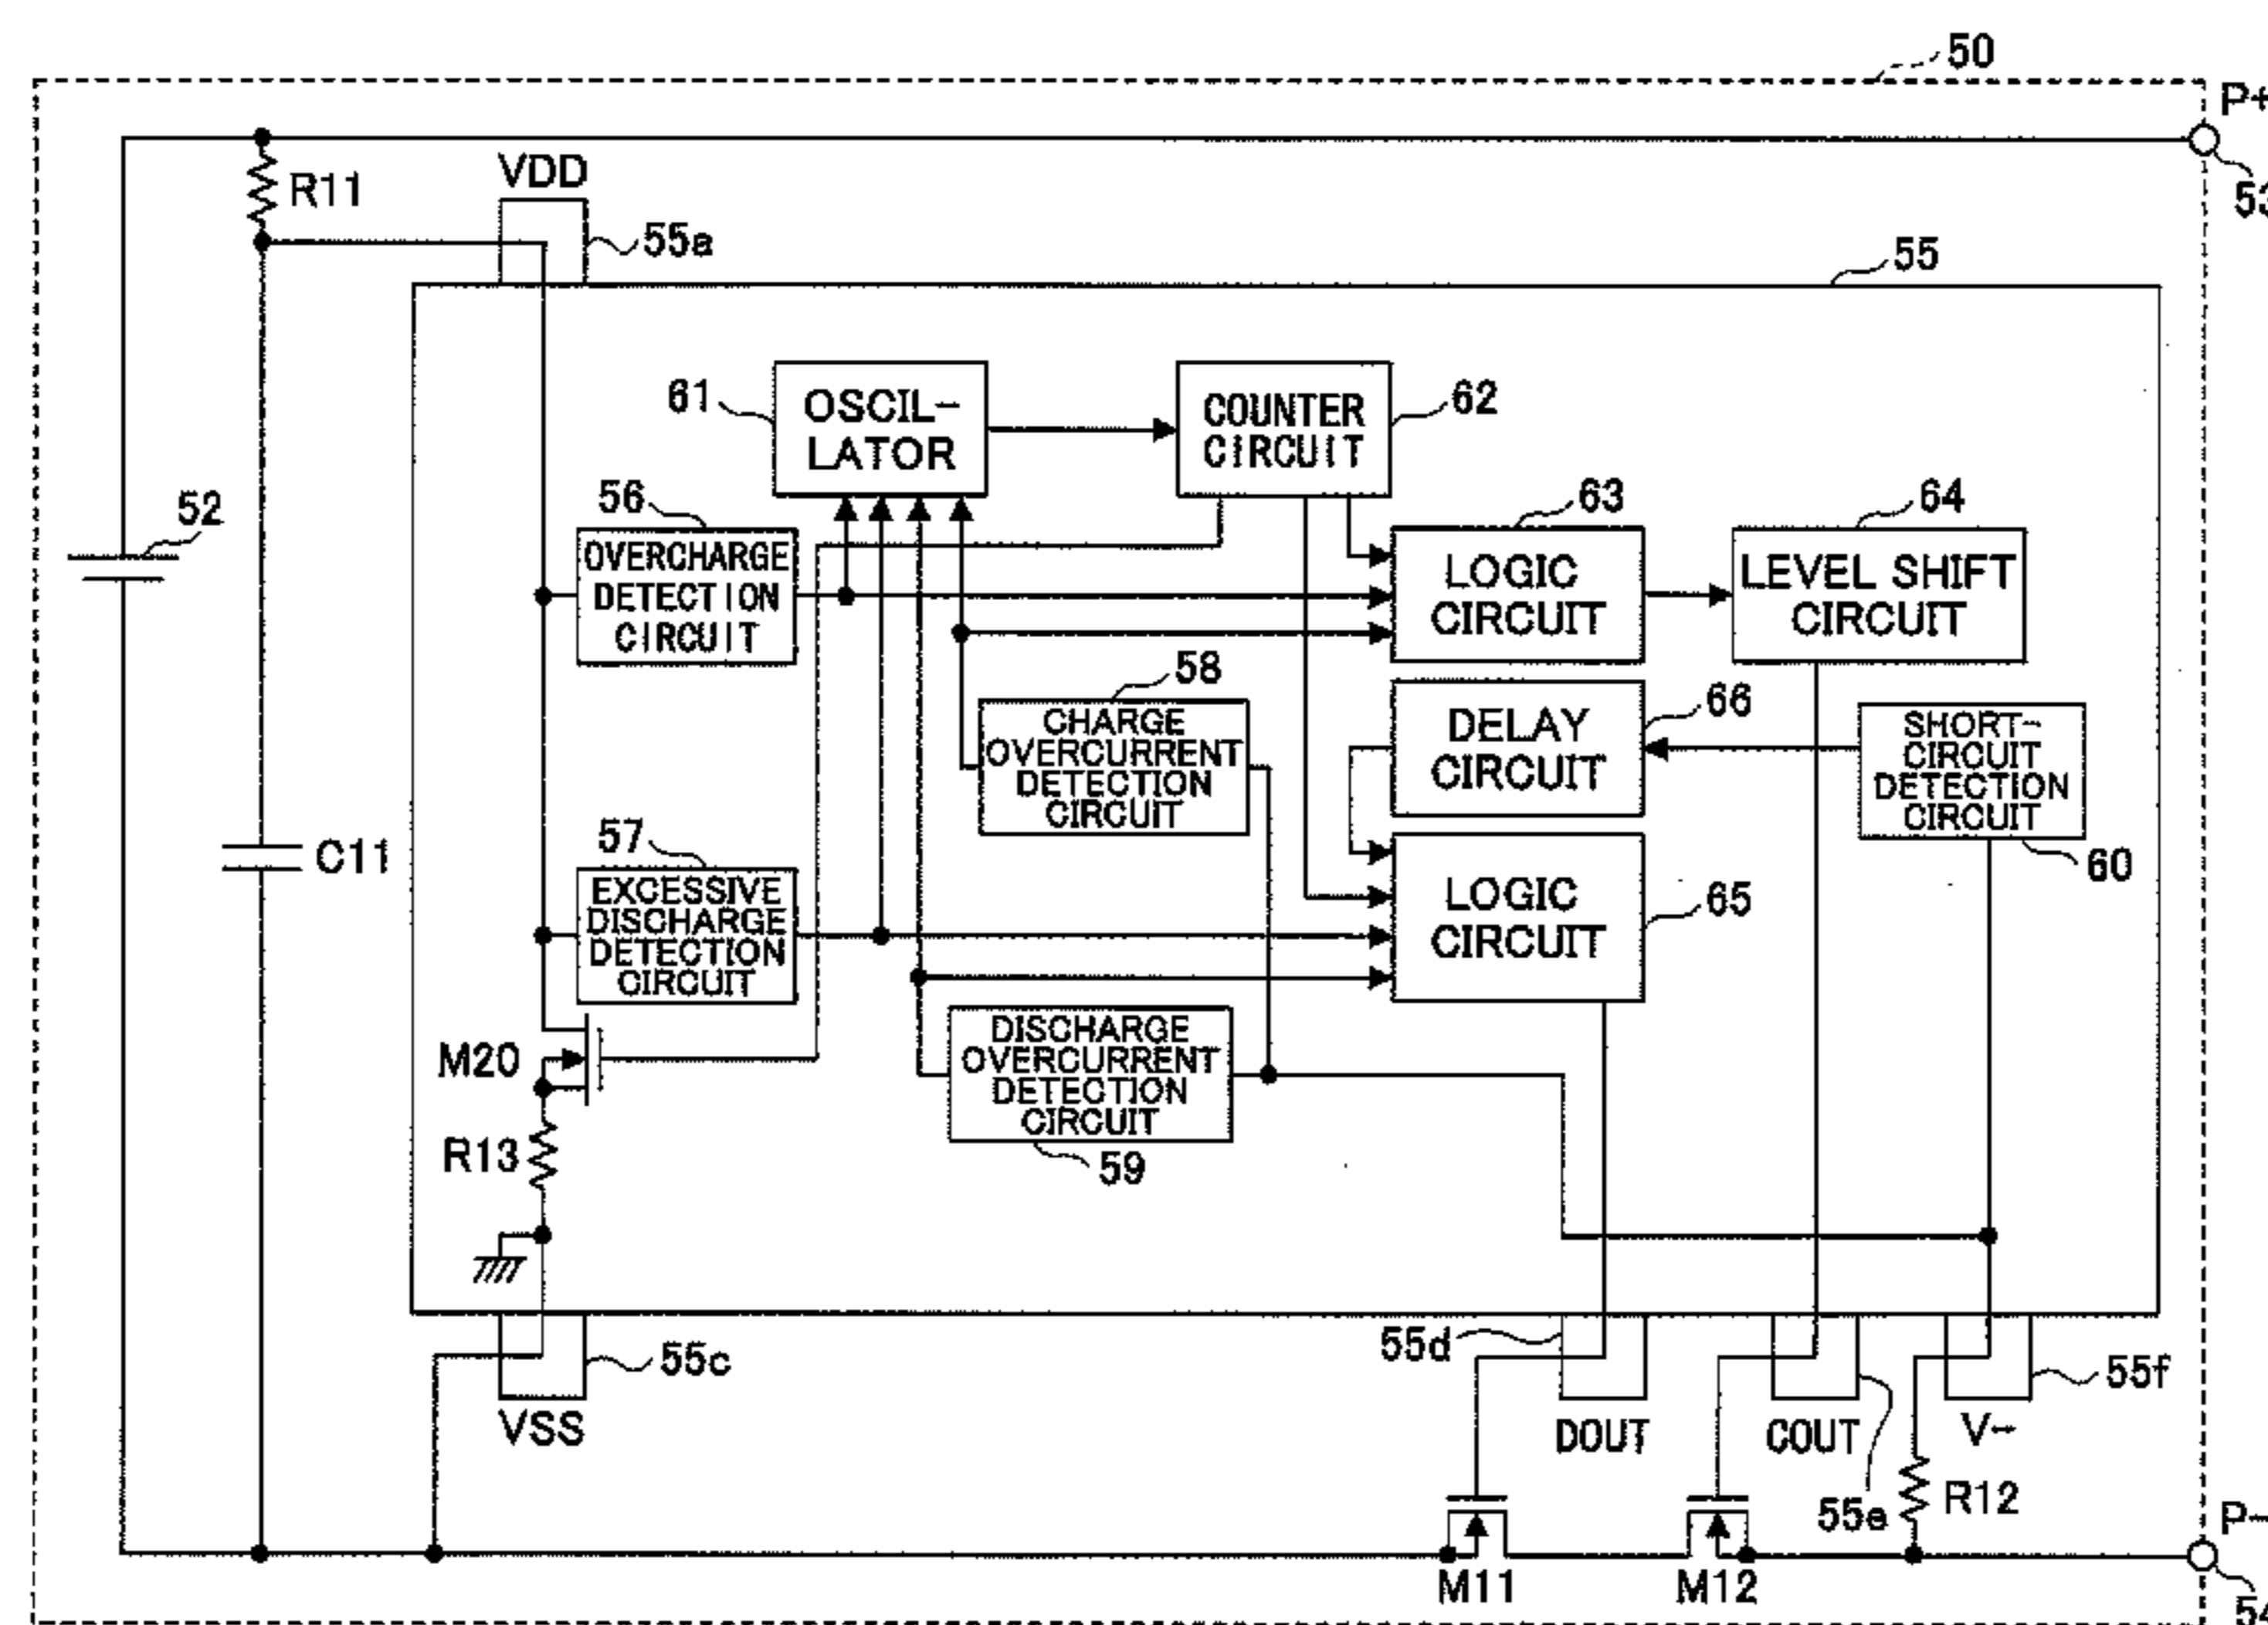 50
P+
53
R11
VDD
55a
55
61
OSCIL-
LATOR
COUNTER
CIRCUIT
62
52
56
OVERCHARGE
DETECTION
CIRCUIT
63
LOGIC
CIRCUIT
64
LEVEL SHIFT
CIRCUIT
58
CHARGE
OVERCURRENT
DETECTION
CIRCUIT
DELAY
CIRCUIT
66
SHORT-
CIRCUIT
DETECTION
CIRCUIT
60
C11
57
EXCESSIVE
DISCHARGE
DETECTION
CIRCUIT
LOGIC
CIRCUIT
65
M20
DISCHARGE
OVERCURRENT
DETECTION
CIRCUIT
59
R13
55c
VSS
55d
DOUT
COUT
55e
V-
55f
R12
P-
54
M11
M12